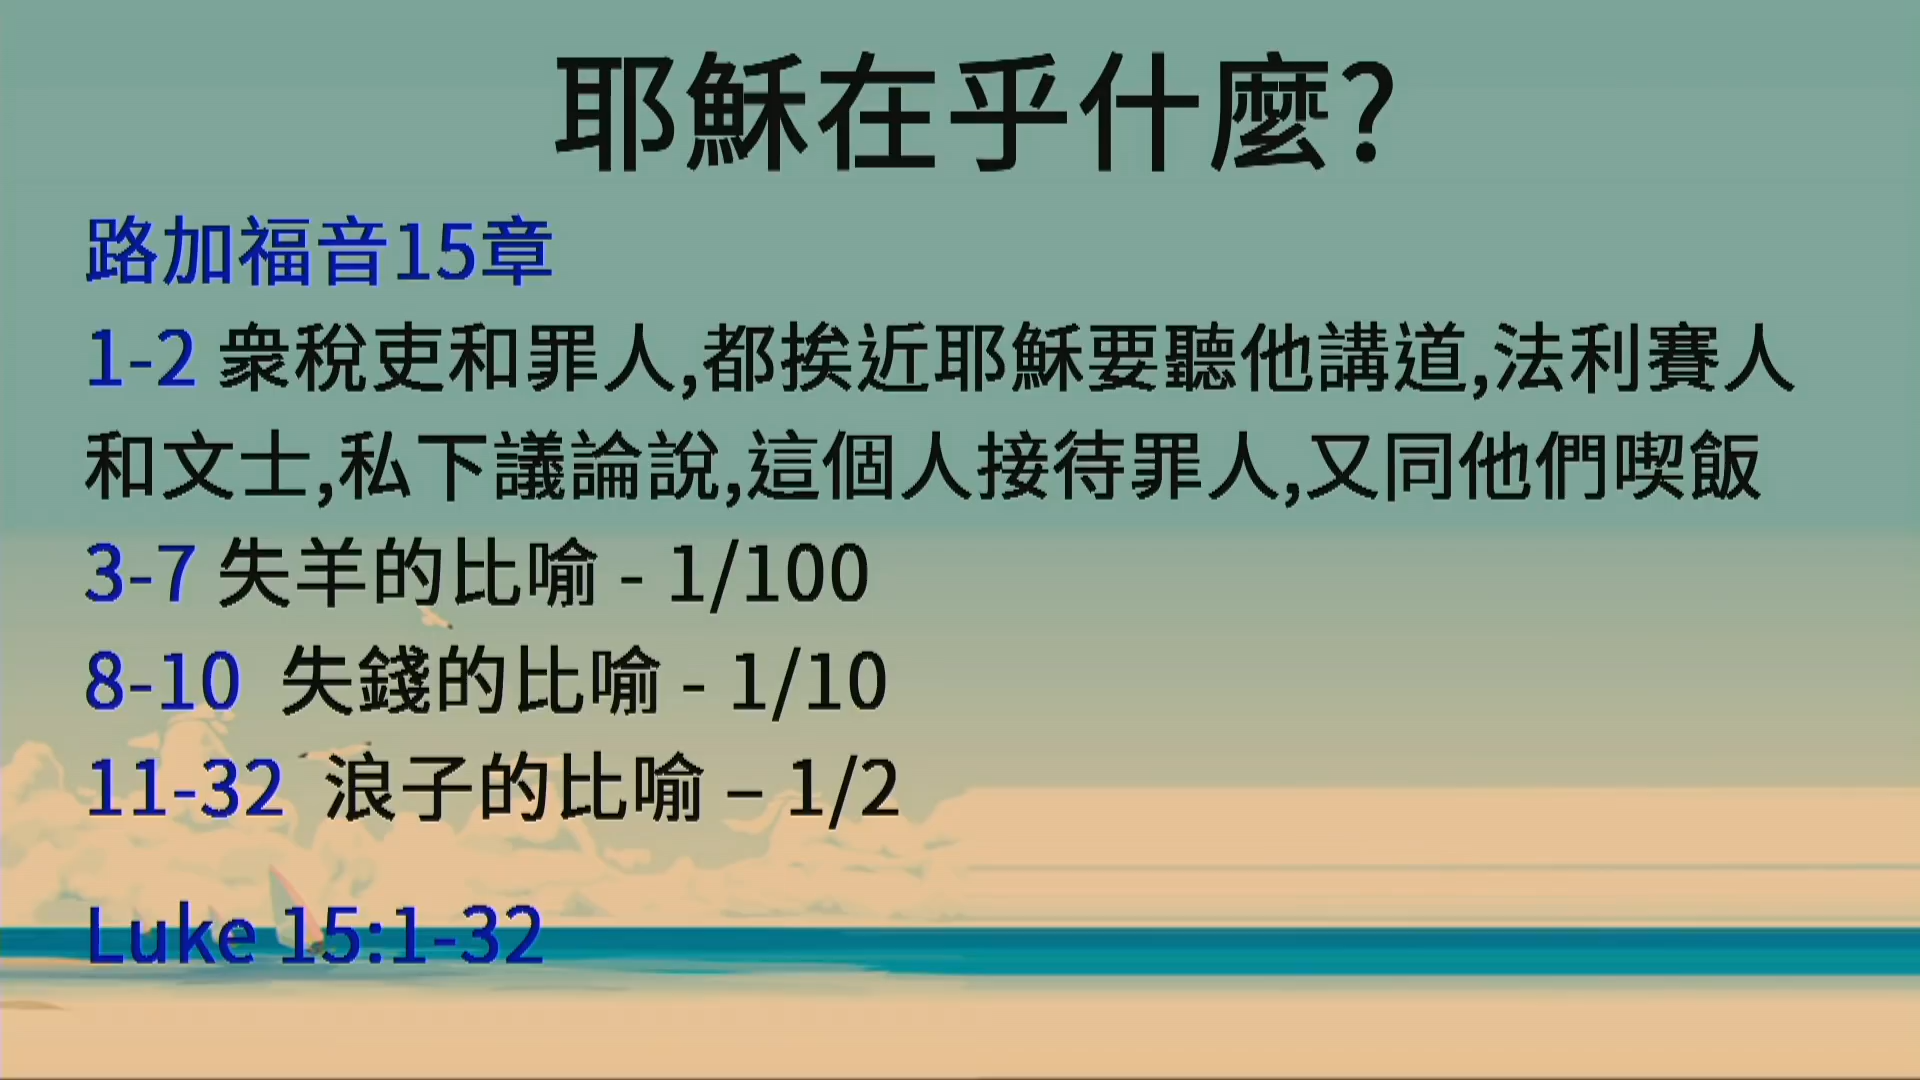 耶穌在乎什麼?
路加福音15章
1-2 衆稅吏和罪人,都挨近耶穌要聽他講道,法利賽人
和文士,私下議論說,這個人接待罪人,又同他們喫飯
3-7 失羊的比喻 - 1/100
8-10 失錢的比喻 - 1/10
11-32 浪子的比喻 – 1/2
Luke 15:1-32